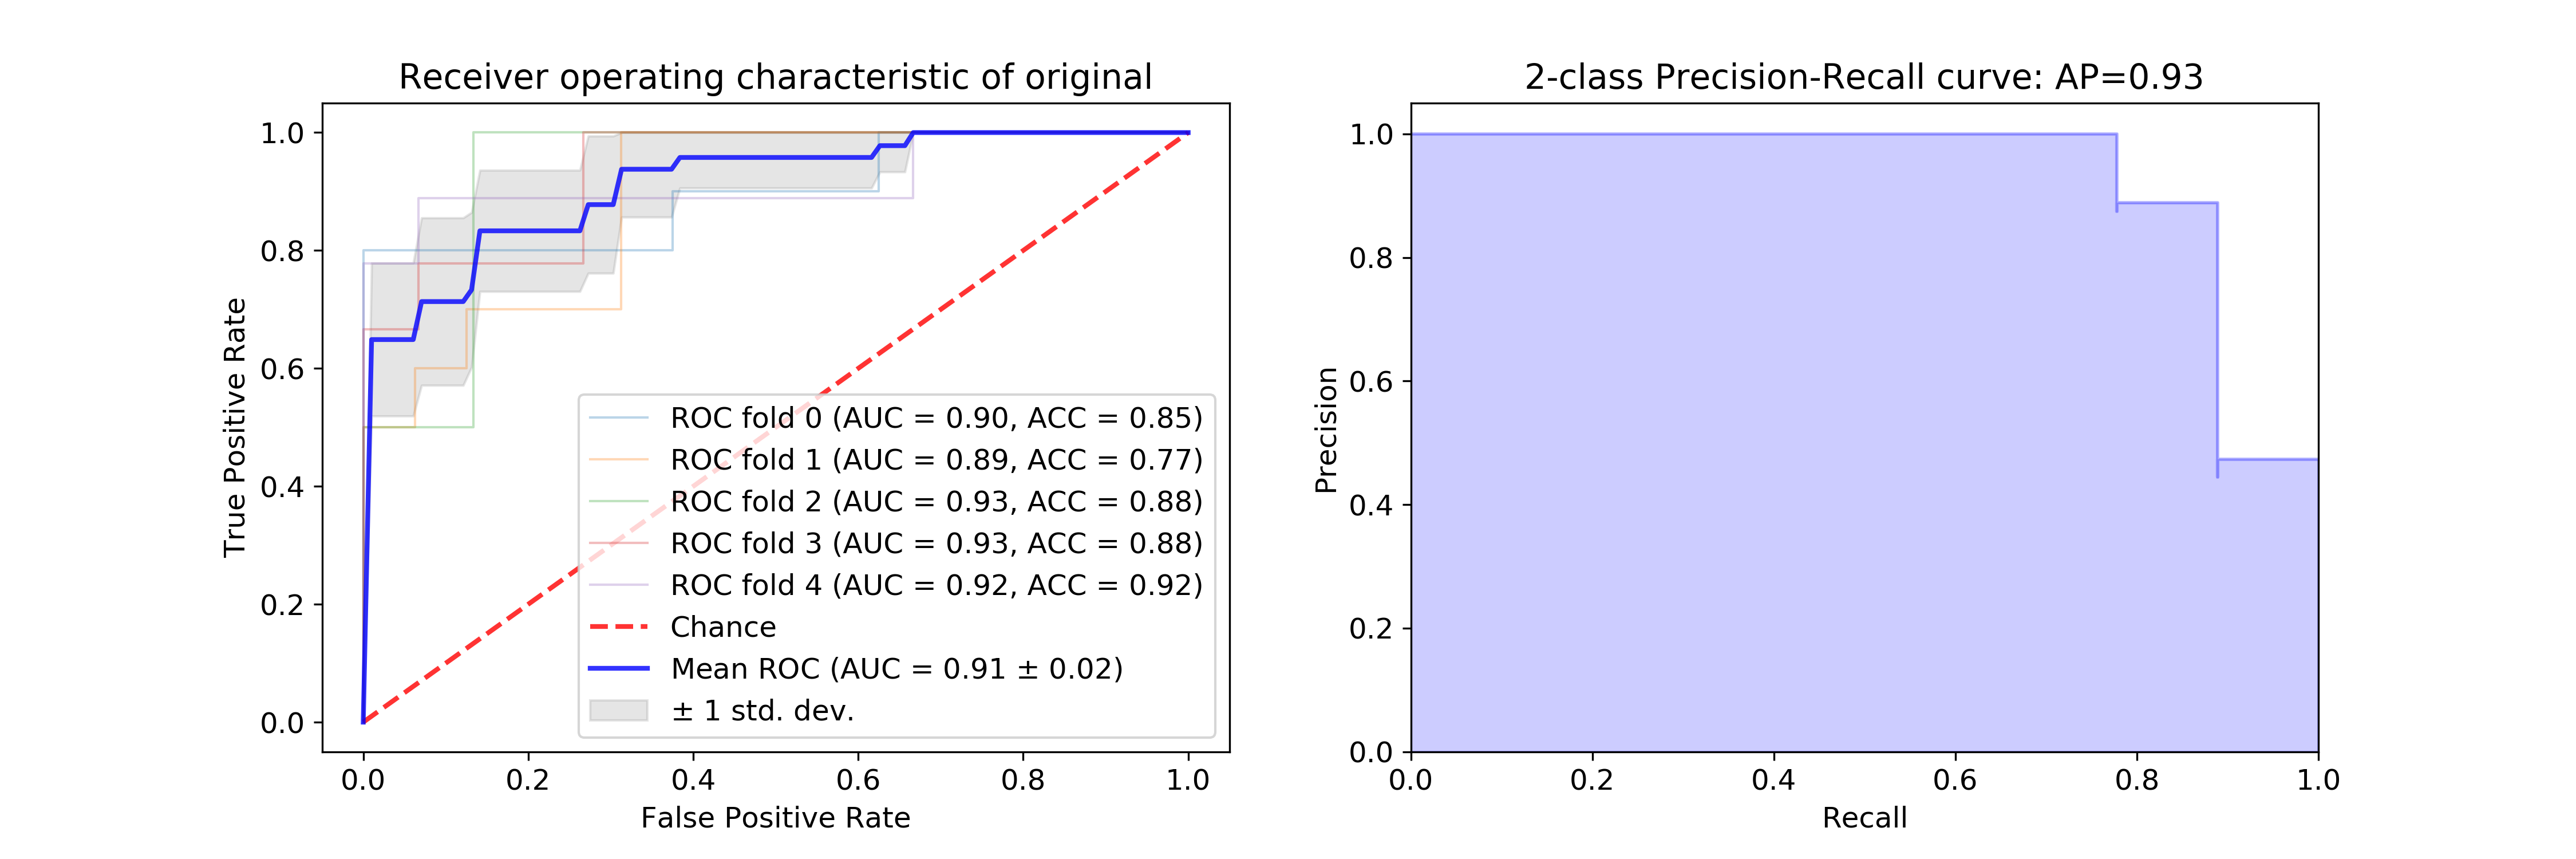 Receiver operating characteristic of original
True Positive Rate
1.0
0.8
0.6
0.4
0.2
0.0
ROC fold 0 (AUC = 0.90, ACC = 0.85)
ROC fold 1 (AUC = 0.89, ACC = 0.77)
ROC fold 2 (AUC = 0.93, ACC = 0.88)
ROC fold 3 (AUC = 0.93, ACC = 0.88)
ROC fold 4 (AUC = 0.92, ACC = 0.92)
Chance
Mean ROC (AUC = 0.91 ± 0.02)
± 1 std. dev.
0.0 0.2 0.4 0.6 0.8 1.0
False Positive Rate
2-class Precision-Recall curve: AP=0.93
Precision
1.0
0.8
0.6
0.4
0.2
0.0
0.0 0.2 0.4 0.6 0.8 1.0
Recall